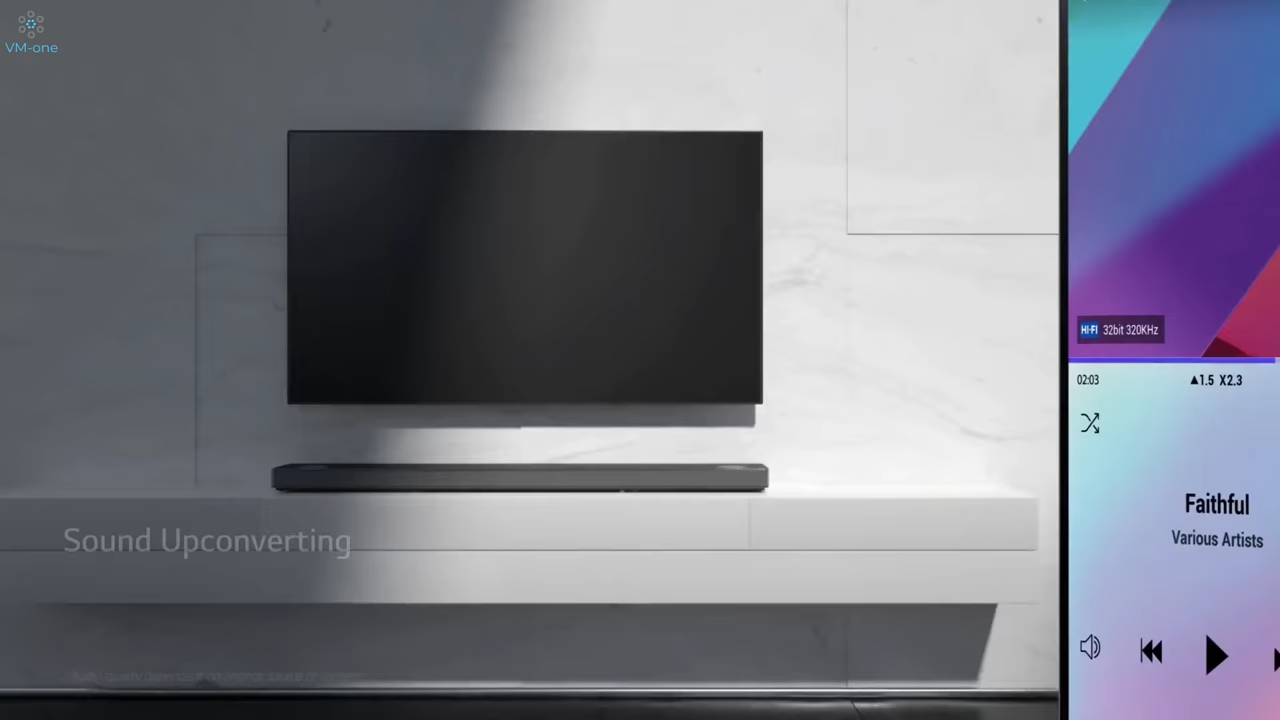 VM-one
HI-FI 32bit 320KHz
02:03 ▲1.5 X2.3
Faithful
Various Artists
Sound Upconverting